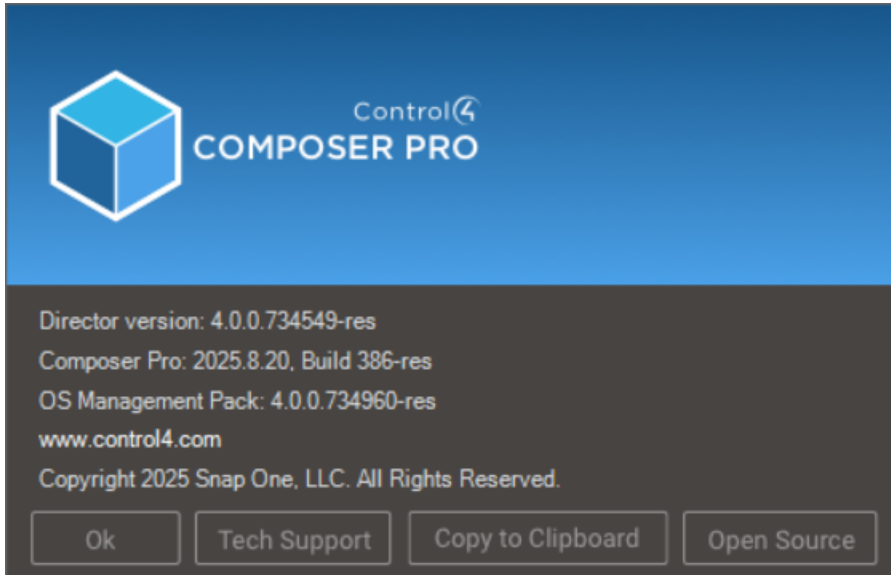 Control4
COMPOSER PRO
Director version: 4.0.0.734549-res
Composer Pro: 2025.8.20, Build 386-res
OS Management Pack: 4.0.0.734960-res
www.control4.com
Copyright 2025 Snap One, LLC. All Rights Reserved.
Ok Tech Support Copy to Clipboard Open Source